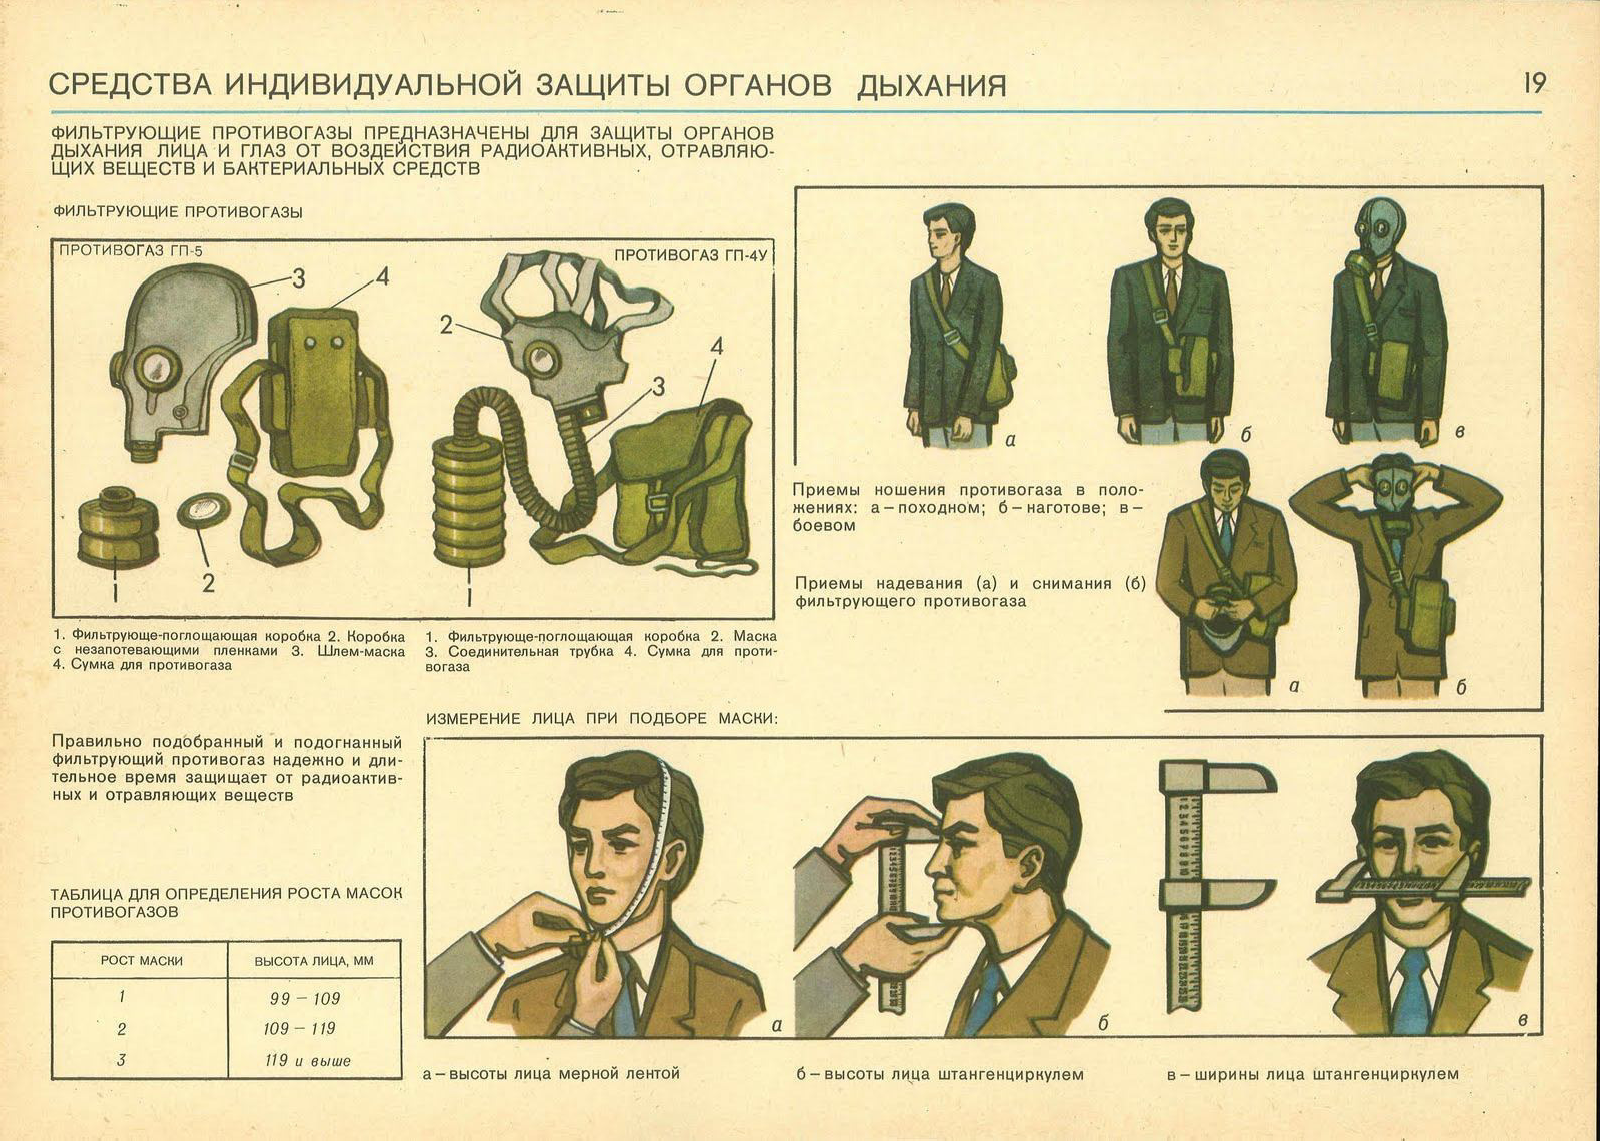 СРЕДСТВА ИНДИВИДУАЛЬНОЙ ЗАЩИТЫ ОРГАНОВ ДЫХАНИЯ
19
ФИЛЬТРУЮЩИЕ ПРОТИВОГАЗЫ ПРЕДНАЗНАЧЕНЫ ДЛЯ ЗАЩИТЫ ОРГАНОВ
ДЫХАНИЯ ЛИЦА И ГЛАЗ ОТ ВОЗДЕЙСТВИЯ РАДИОАКТИВНЫХ, ОТРАВЛЯЮ-
ЩИХ ВЕЩЕСТВ И БАКТЕРИАЛЬНЫХ СРЕДСТВ
ФИЛЬТРУЮЩИЕ ПРОТИВОГАЗЫ
ПРОТИВОГАЗ ГП-5
3
4
2
1
ПРОТИВОГАЗ ГП-4У
2
4
3
1
1. Фильтрующе-поглощающая коробка 2. Коробка
с незапотевающими пленками 3. Шлем-маска
4. Сумка для противогаза
1. Фильтрующе-поглощающая коробка 2. Маска
3. Соединительная трубка 4. Сумка для проти-
вогаза
а
б
в
Приемы ношения противогаза в поло-
жениях: а – походном; б – наготове; в –
боевом
Приемы надевания (а) и снимания (б)
фильтрующего противогаза
а
б
Правильно подобранный и подогнанный
фильтрующий противогаз надежно и дли-
тельное время защищает от радиоактив-
ных и отравляющих веществ
ТАБЛИЦА ДЛЯ ОПРЕДЕЛЕНИЯ РОСТА МАСОК
ПРОТИВОГАЗОВ
РОСТ МАСКИ ВЫСОТА ЛИЦА, ММ
1 99 – 109
2 109 – 119
3 119 и выше
ИЗМЕРЕНИЕ ЛИЦА ПРИ ПОДБОРЕ МАСКИ:
а
б
в
а – высоты лица мерной лентой
б – высоты лица штангенциркулем
в – ширины лица штангенциркулем